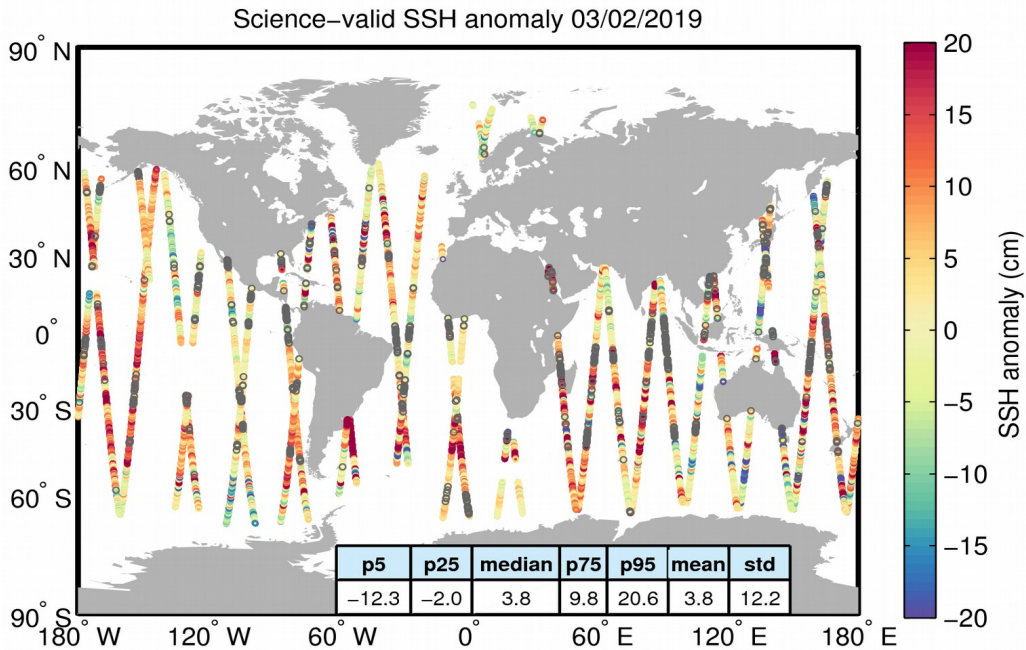 Science−valid SSH anomaly 03/02/2019
90° N
60° N
30° N
0°
30° S
60° S
90° S
180° W
120° W
60° W
0°
60° E
120° E
180° E
p5 p25 median p75 p95 mean std
−12.3 −2.0 3.8 9.8 20.6 3.8 12.2
20
15
10
5
0
−5
−10
−15
−20
SSH anomaly (cm)